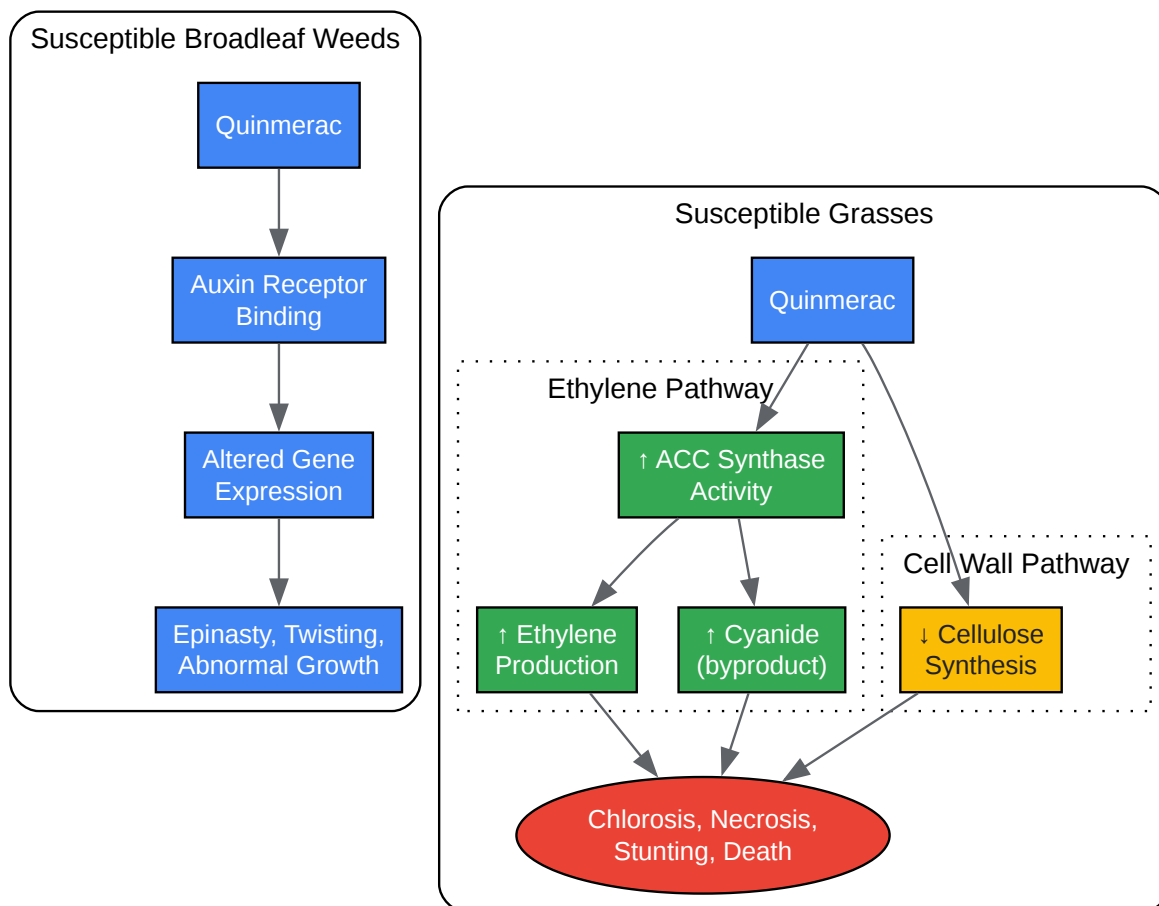 Susceptible Broadleaf Weeds
Quinmerac
Auxin Receptor
Binding
Altered Gene
Expression
Epinasty, Twisting,
Abnormal Growth
Susceptible Grasses
Quinmerac
Ethylene Pathway
↑ ACC Synthase
Activity
↑ Ethylene
Production
↑ Cyanide
(byproduct)
Cell Wall Pathway
↓ Cellulose
Synthesis
Chlorosis, Necrosis,
Stunting, Death